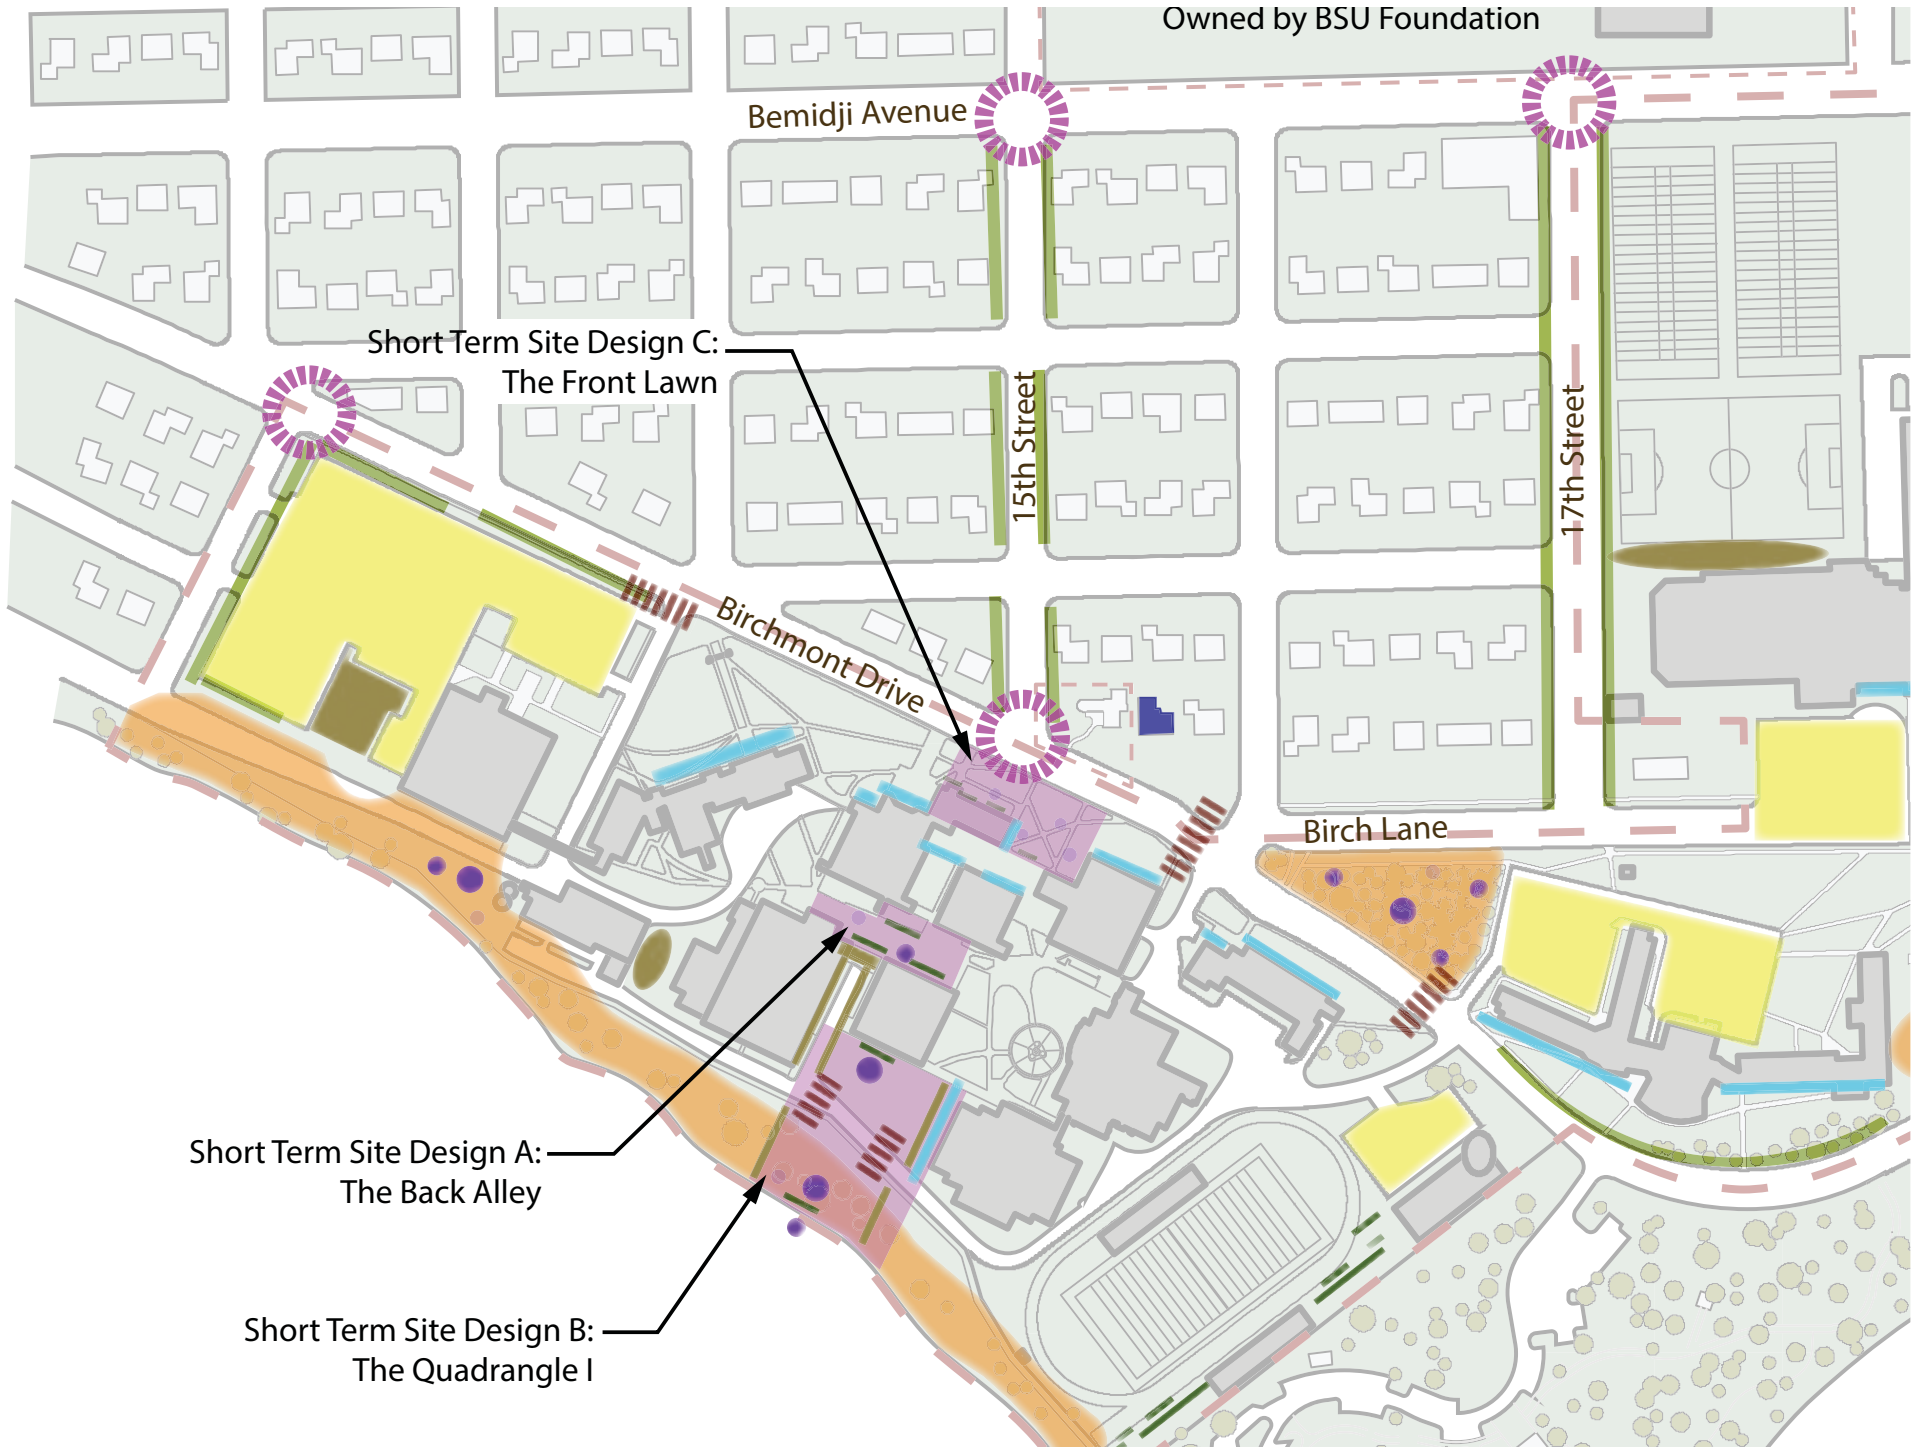 Owned by BSU Foundation
Bemidji Avenue
Short Term Site Design C:
The Front Lawn
15th Street
17th Street
Birchmont Drive
Birch Lane
Short Term Site Design A:
The Back Alley
Short Term Site Design B:
The Quadrangle I